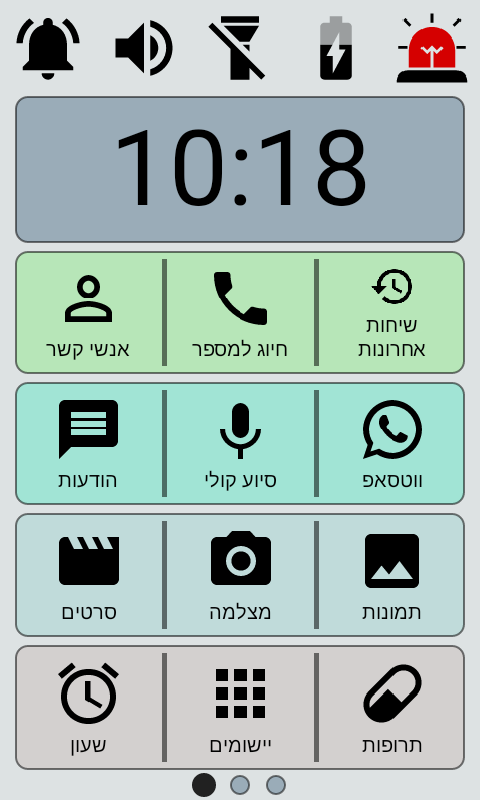 10:18
שיחות
אחרונות
חיוג למספר
אנשי קשר
ווטסאפ
סיוע קולי
הודעות
תמונות
מצלמה
סרטים
תרופות
יישומים
שעון